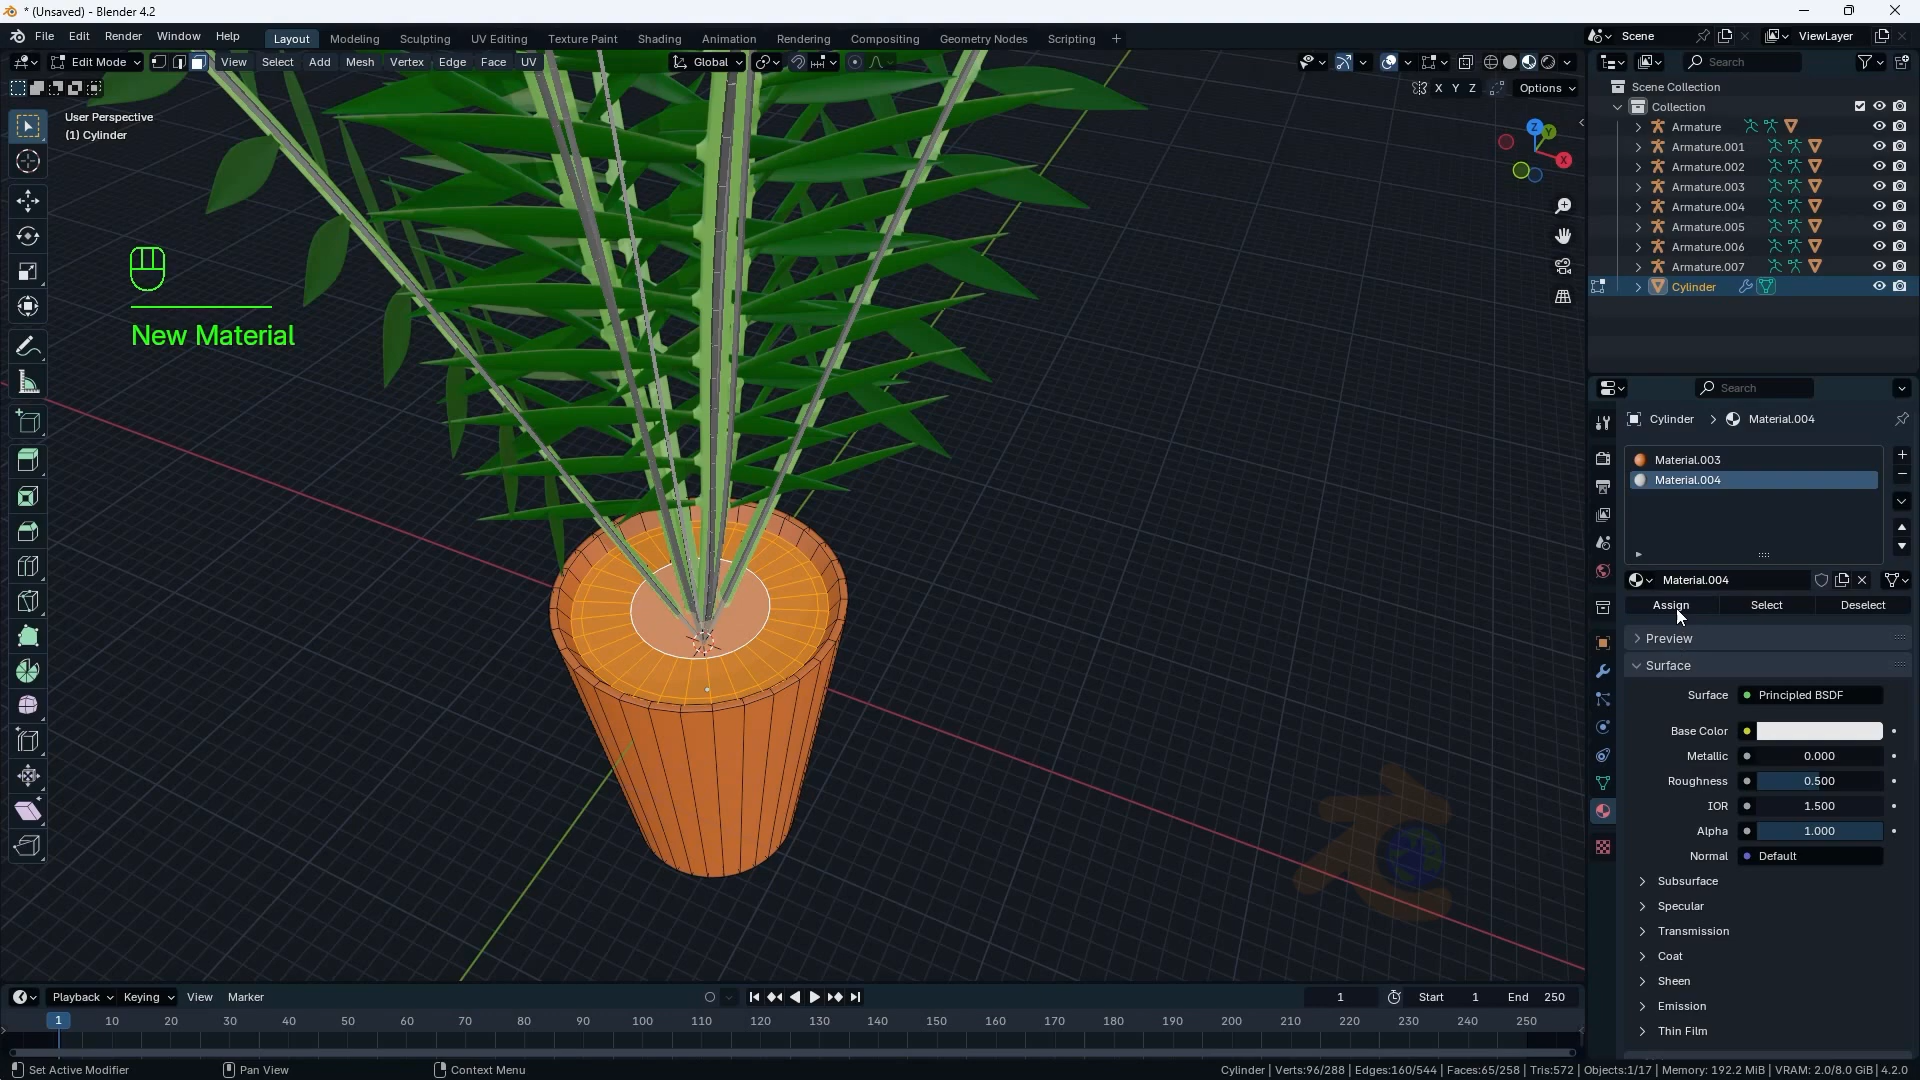 * (Unsaved) - Blender 4.2
File Edit Render Window Help Layout Modeling Sculpting UV Editing Texture Paint Shading Animation Rendering Compositing Geometry Nodes Scripting + Scene ViewLayer
Edit Mode View Select Add Mesh Vertex Edge Face UV Global Search
X Y Z Options
User Perspective
(1) Cylinder
New Material
Z
Y
X
Scene Collection
Collection
Armature
Armature.001
Armature.002
Armature.003
Armature.004
Armature.005
Armature.006
Armature.007
Cylinder
Search
Cylinder > Material.004
Material.003
Material.004
Material.004
Assign Select Deselect
Preview
Surface
Surface Principled BSDF
Base Color
Metallic 0.000
Roughness 0.500
IOR 1.500
Alpha 1.000
Normal Default
Subsurface
Specular
Transmission
Coat
Sheen
Emission
Thin Film
Playback Keying View Marker 1 Start 1 End 250
1 10 20 30 40 50 60 70 80 90 100 110 120 130 140 150 160 170 180 190 200 210 220 230 240 250
Set Active Modifier Pan View Context Menu Cylinder | Verts:96/288 | Edges:160/544 | Faces:65/258 | Tris:572 | Objects:1/17 | Memory: 192.2 MiB | VRAM: 2.0/8.0 GiB | 4.2.0